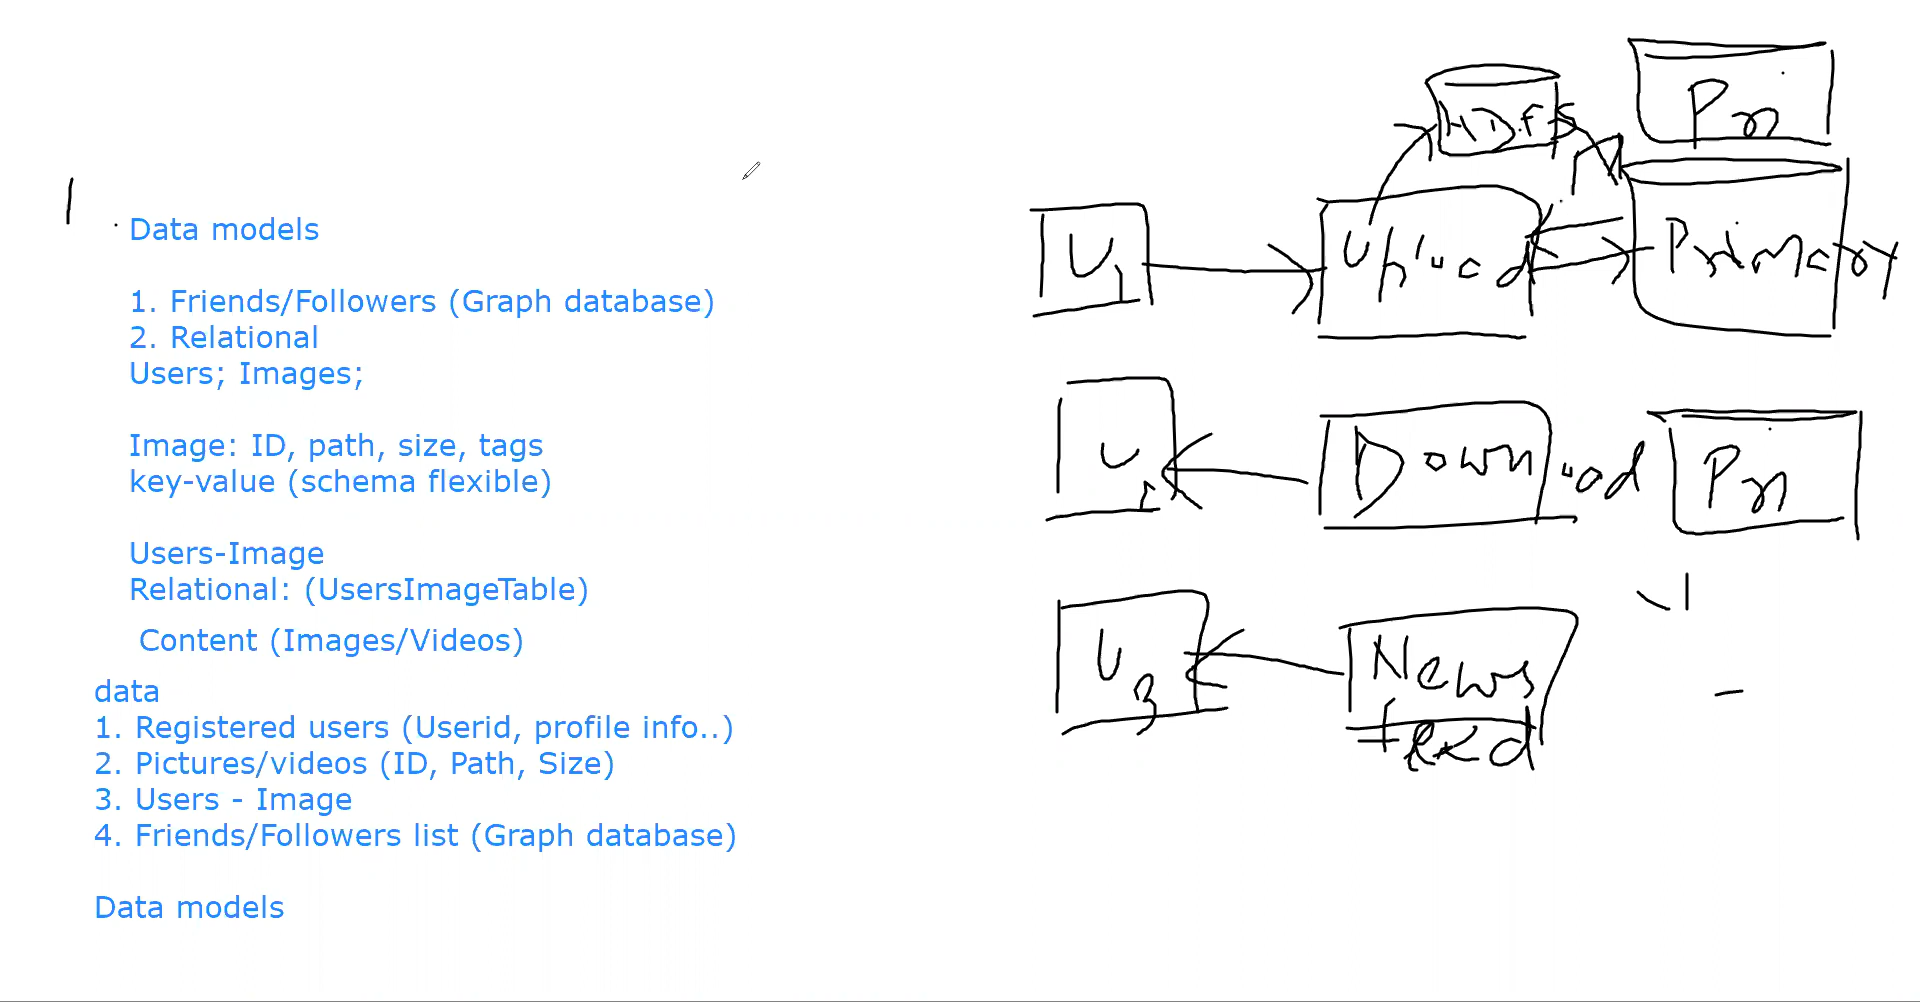 Data models
1. Friends/Followers (Graph database)
2. Relational
Users; Images;
Image: ID, path, size, tags
key-value (schema flexible)
Users-Image
Relational: (UsersImageTable)
Content (Images/Videos)
data
1. Registered users (Userid, profile info..)
2. Pictures/videos (ID, Path, Size)
3. Users - Image
4. Friends/Followers list (Graph database)
Data models
HDFS
U1
Upload
Primary
Download
U3
News
feed